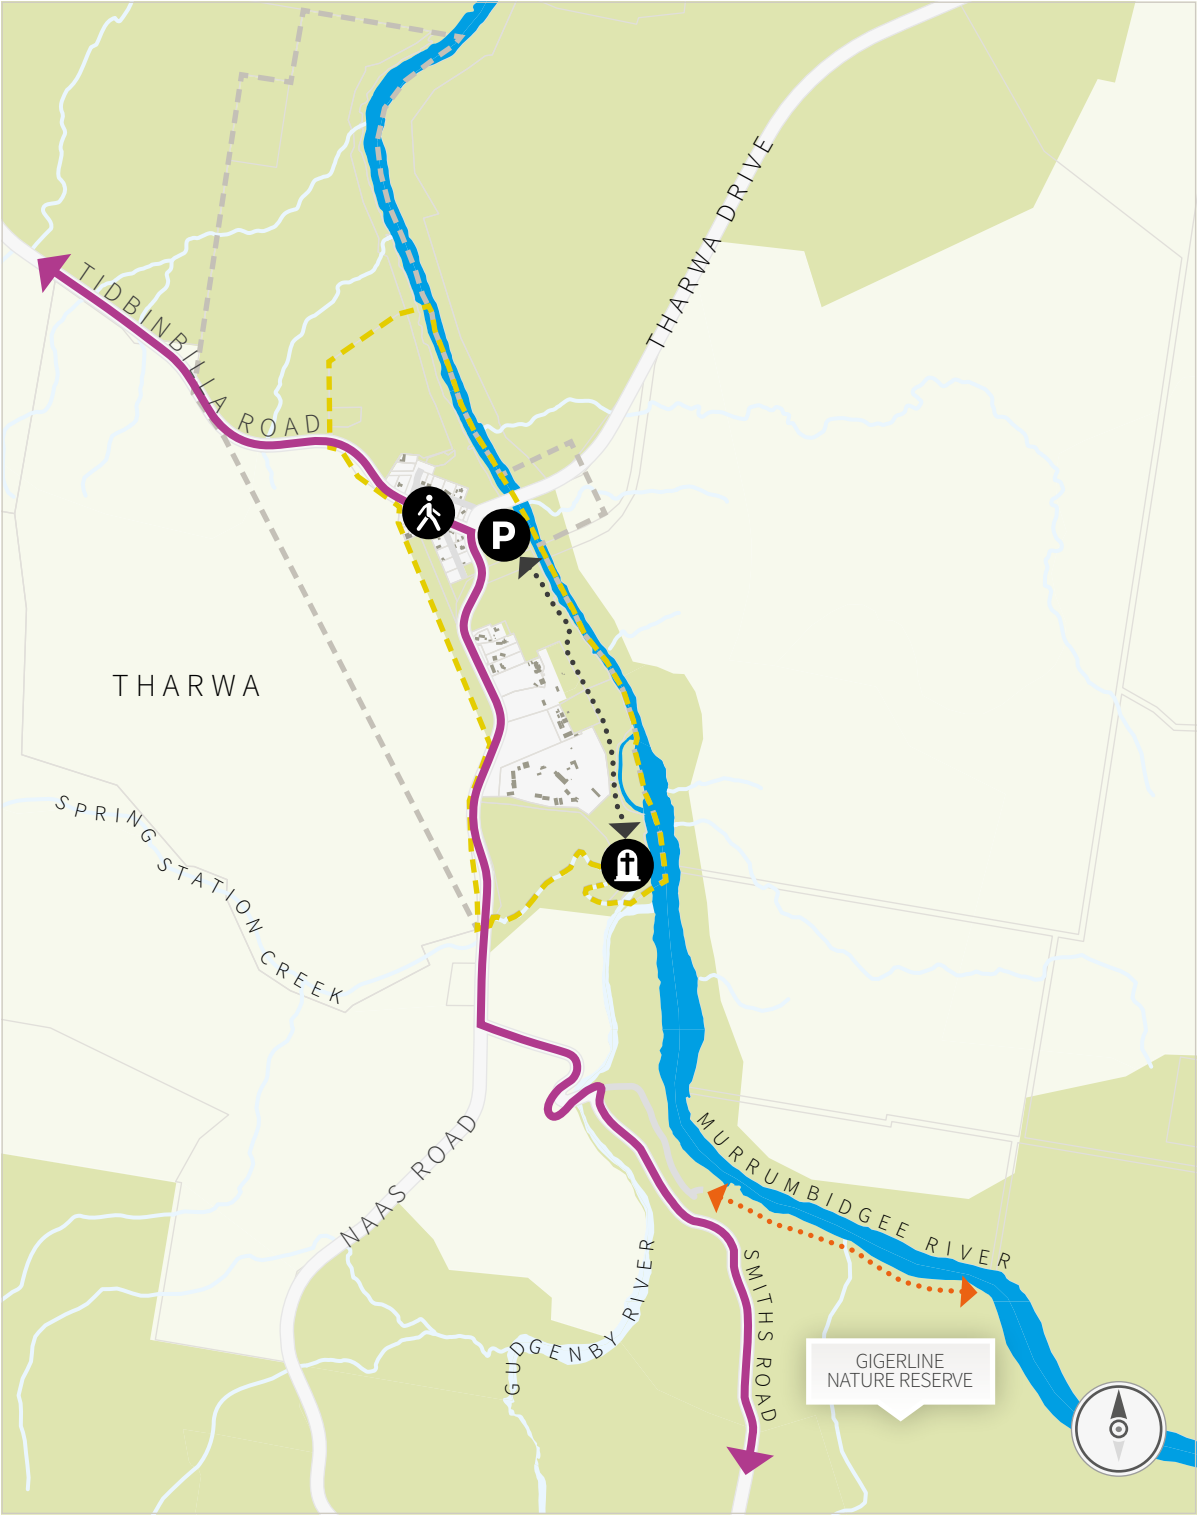 THARWA DRIVE
TIDBINBILLA ROAD
P
THARWA
SPRING STATION CREEK
MURRUMBIDGEE RIVER
NAAS ROAD
GUDGENBY RIVER
SMITHS ROAD
GIGERLINE
NATURE RESERVE